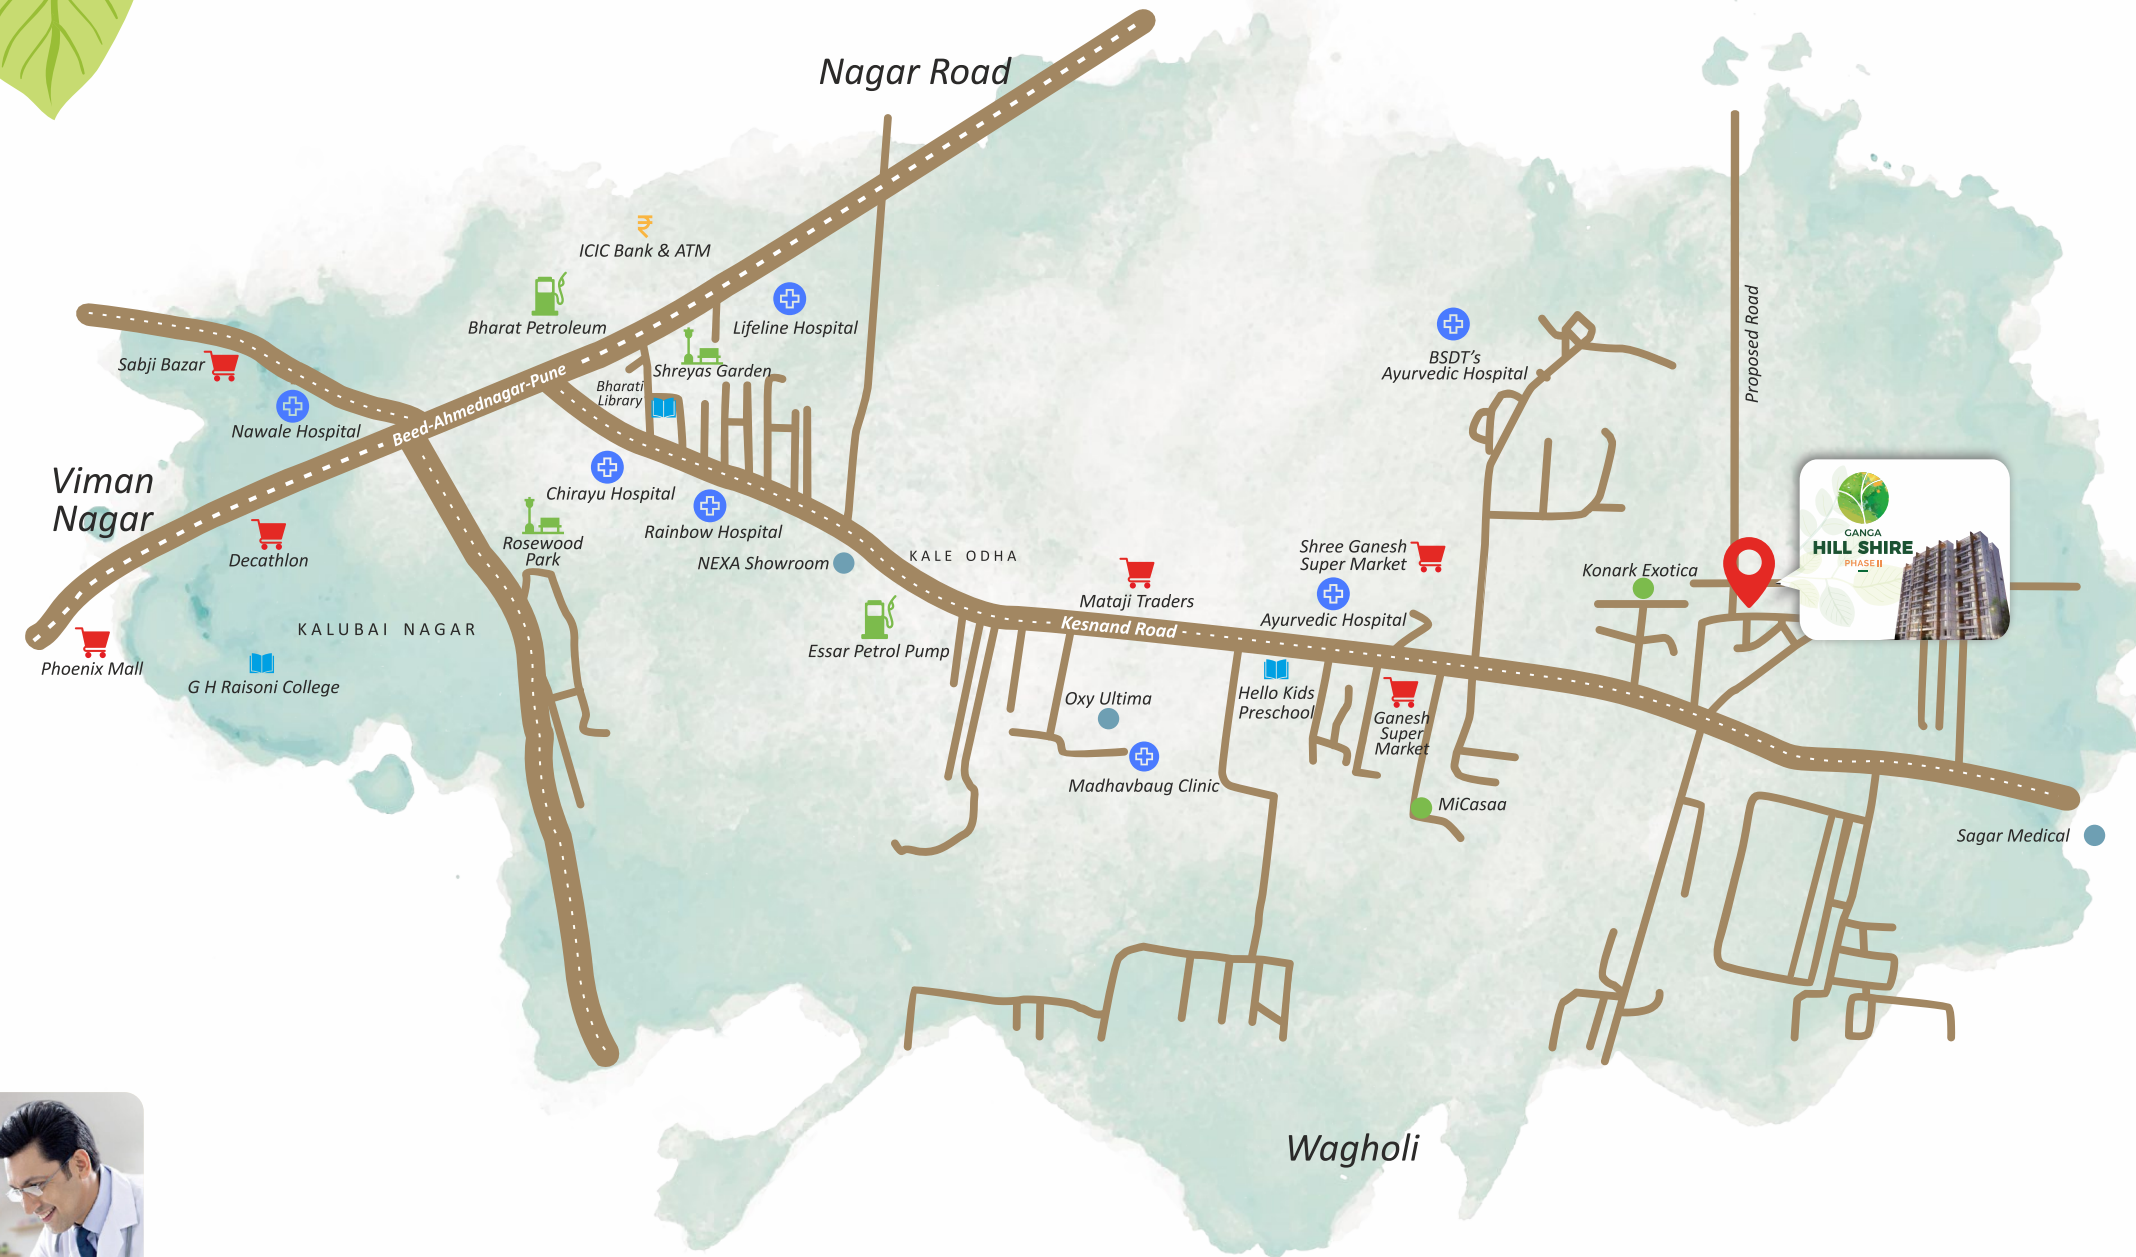 Nagar Road
ICIC Bank & ATM
Bharat Petroleum
Lifeline Hospital
Sabji Bazar
Shreyas Garden
Bharati
Library
Beed-Ahmednagar-Pune
Nawale Hospital
BSDT's
Ayurvedic Hospital
Proposed Road
Viman
Nagar
Chirayu Hospital
Rainbow Hospital
Rosewood
Park
Decathlon
NEXA Showroom
KALE ODHA
Shree Ganesh
Super Market
Konark Exotica
GANGA
HILL SHIRE
PHASE II
Mataji Traders
Ayurvedic Hospital
Kesnand Road
KALUBAI NAGAR
Essar Petrol Pump
Phoenix Mall
G H Raisoni College
Oxy Ultima
Hello Kids
Preschool
Ganesh
Super
Market
Madhavbaug Clinic
MiCasaa
Sagar Medical
Wagholi